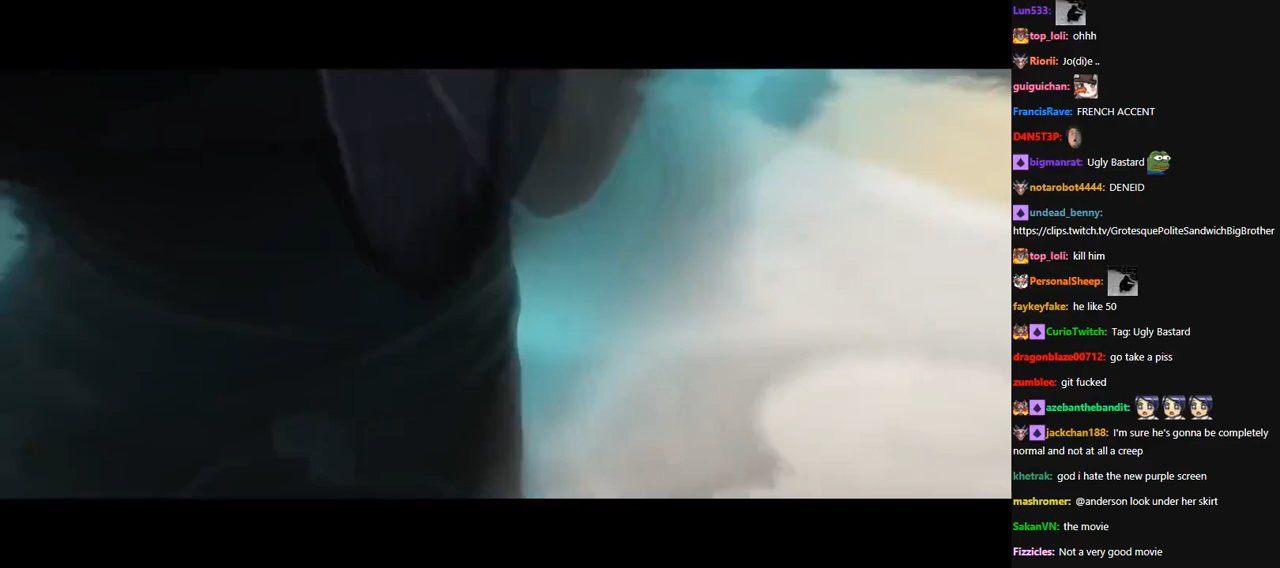 Lun533:
top_loli: ohhh
Riorii: Jo(di)e ..
guiguichan:
FrancisRave: FRENCH ACCENT
D4N5T3P:
bigmanrat: Ugly Bastard
notarobot4444: DENEID
undead_benny:
https://clips.twitch.tv/GrotesquePoliteSandwichBigBrother
top_loli: kill him
PersonalSheep:
faykeyfake: he like 50
CurioTwitch: Tag: Ugly Bastard
dragonblaze00712: go take a piss
zumblee: git fucked
azebanthebandit:
jackchan188: I'm sure he's gonna be completely
normal and not at all a creep
khetrak: god i hate the new purple screen
mashromer: @anderson look under her skirt
SakanVN: the movie
Fizzicles: Not a very good movie